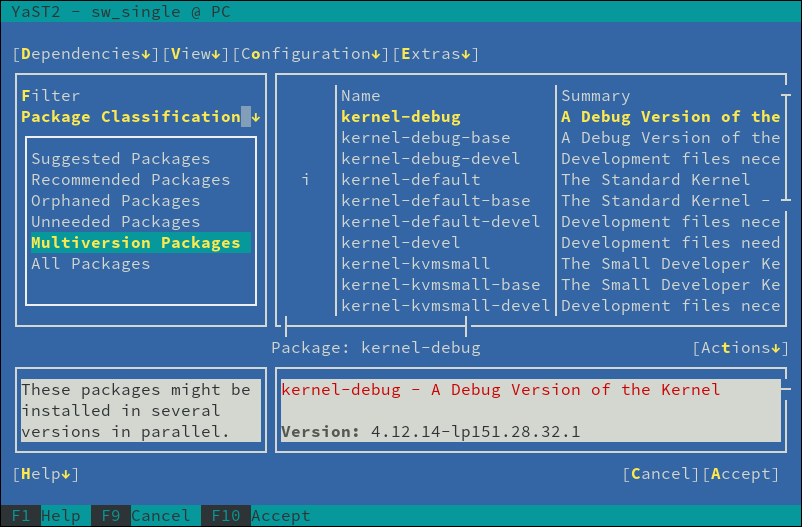 YaST2 - sw_single @ PC
[Dependencies↓][View↓][Configuration↓][Extras↓]
Filter
Package Classification ↓
Suggested Packages
Recommended Packages
Orphaned Packages
Unneeded Packages
Multiversion Packages
All Packages
Name Summary
kernel-debug A Debug Version of the
kernel-debug-base A Debug Version of the
kernel-debug-devel Development files nece
i kernel-default The Standard Kernel
kernel-default-base The Standard Kernel -
kernel-default-devel Development files nece
kernel-devel Development files need
kernel-kvmsmall The Small Developer Ke
kernel-kvmsmall-base The Small Developer Ke
kernel-kvmsmall-devel Development files nece
Package: kernel-debug [Actions↓]
These packages might be
installed in several
versions in parallel.
kernel-debug - A Debug Version of the Kernel
Version: 4.12.14-lp151.28.32.1
[Help↓] [Cancel][Accept]
F1 Help F9 Cancel F10 Accept